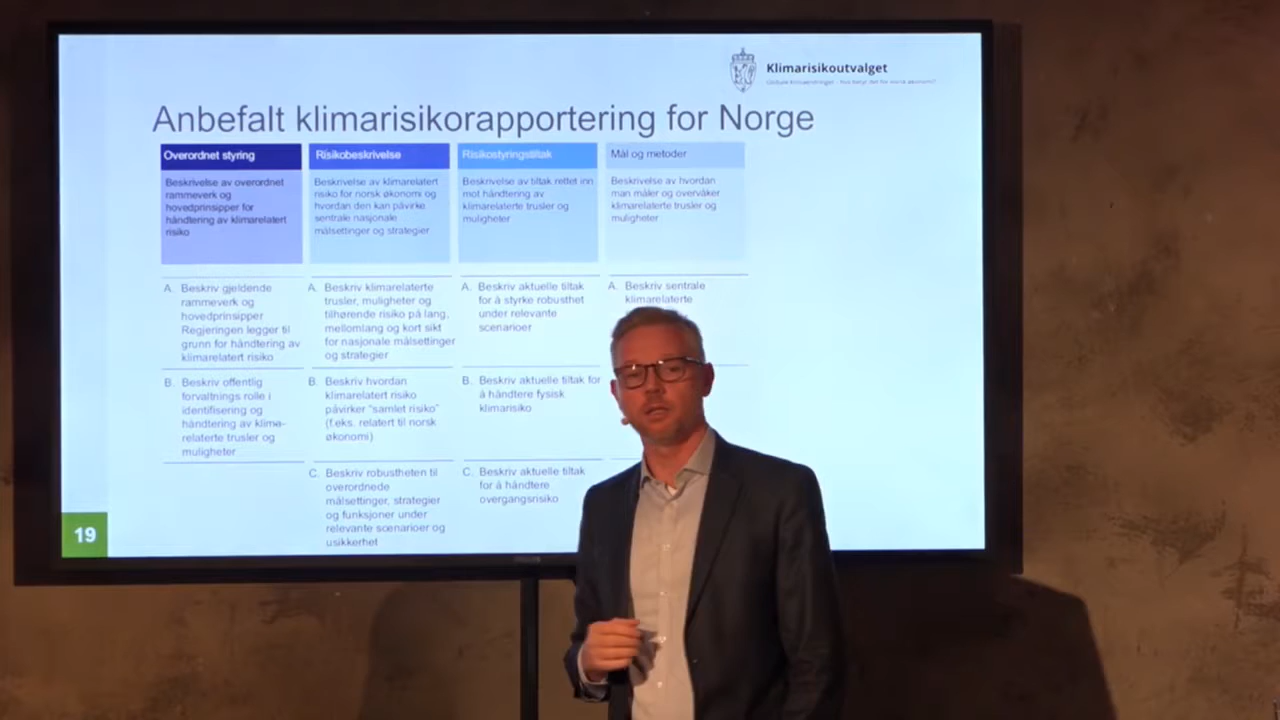 Klimarisikoutvalget
Anbefalt klimarisikorapportering for Norge
Overordnet styring
Beskrivelse av overordnet
rammeverk og
hovedprinsipper for
håndtering av klimarelatert
risiko
Risikobeskrivelse
Beskrivelse av klimarelatert
risiko for norsk økonomi og
hvordan den kan påvirke
sentrale nasjonale
målsettinger og strategier
Risikostyringstiltak
Beskrivelse av tiltak rettet inn
mot håndtering av
klimarelaterte trusler og
muligheter
Mål og metoder
Beskrivelse av hvordan
man måler og overvåker
klimarelaterte trusler og
muligheter
A. Beskriv gjeldende
rammeverk og
hovedprinsipper
Regjeringen legger til
grunn for håndtering av
klimarelatert risiko
A. Beskriv klimarelaterte
trusler, muligheter og
tilhørende risiko på lang,
mellomlang og kort sikt
for nasjonale målsettinger
og strategier
A. Beskriv aktuelle tiltak
for å styrke robusthet
under relevante
scenarioer
A. Beskriv sentrale
klimarelaterte
B. Beskriv offentlig
forvaltnings rolle i
identifisering og
håndtering av klima-
relaterte trusler og
muligheter
B. Beskriv hvordan
klimarelatert risiko
påvirker "samlet risiko"
(f.eks. relatert til norsk
økonomi)
B. Beskriv aktuelle tiltak for
å håndtere fysisk
klimarisiko
C. Beskriv robustheten til
overordnede
målsettinger, strategier
og funksjoner under
relevante scenarioer og
usikkerhet
C. Beskriv aktuelle tiltak
for å håndtere
overgangsrisiko
19